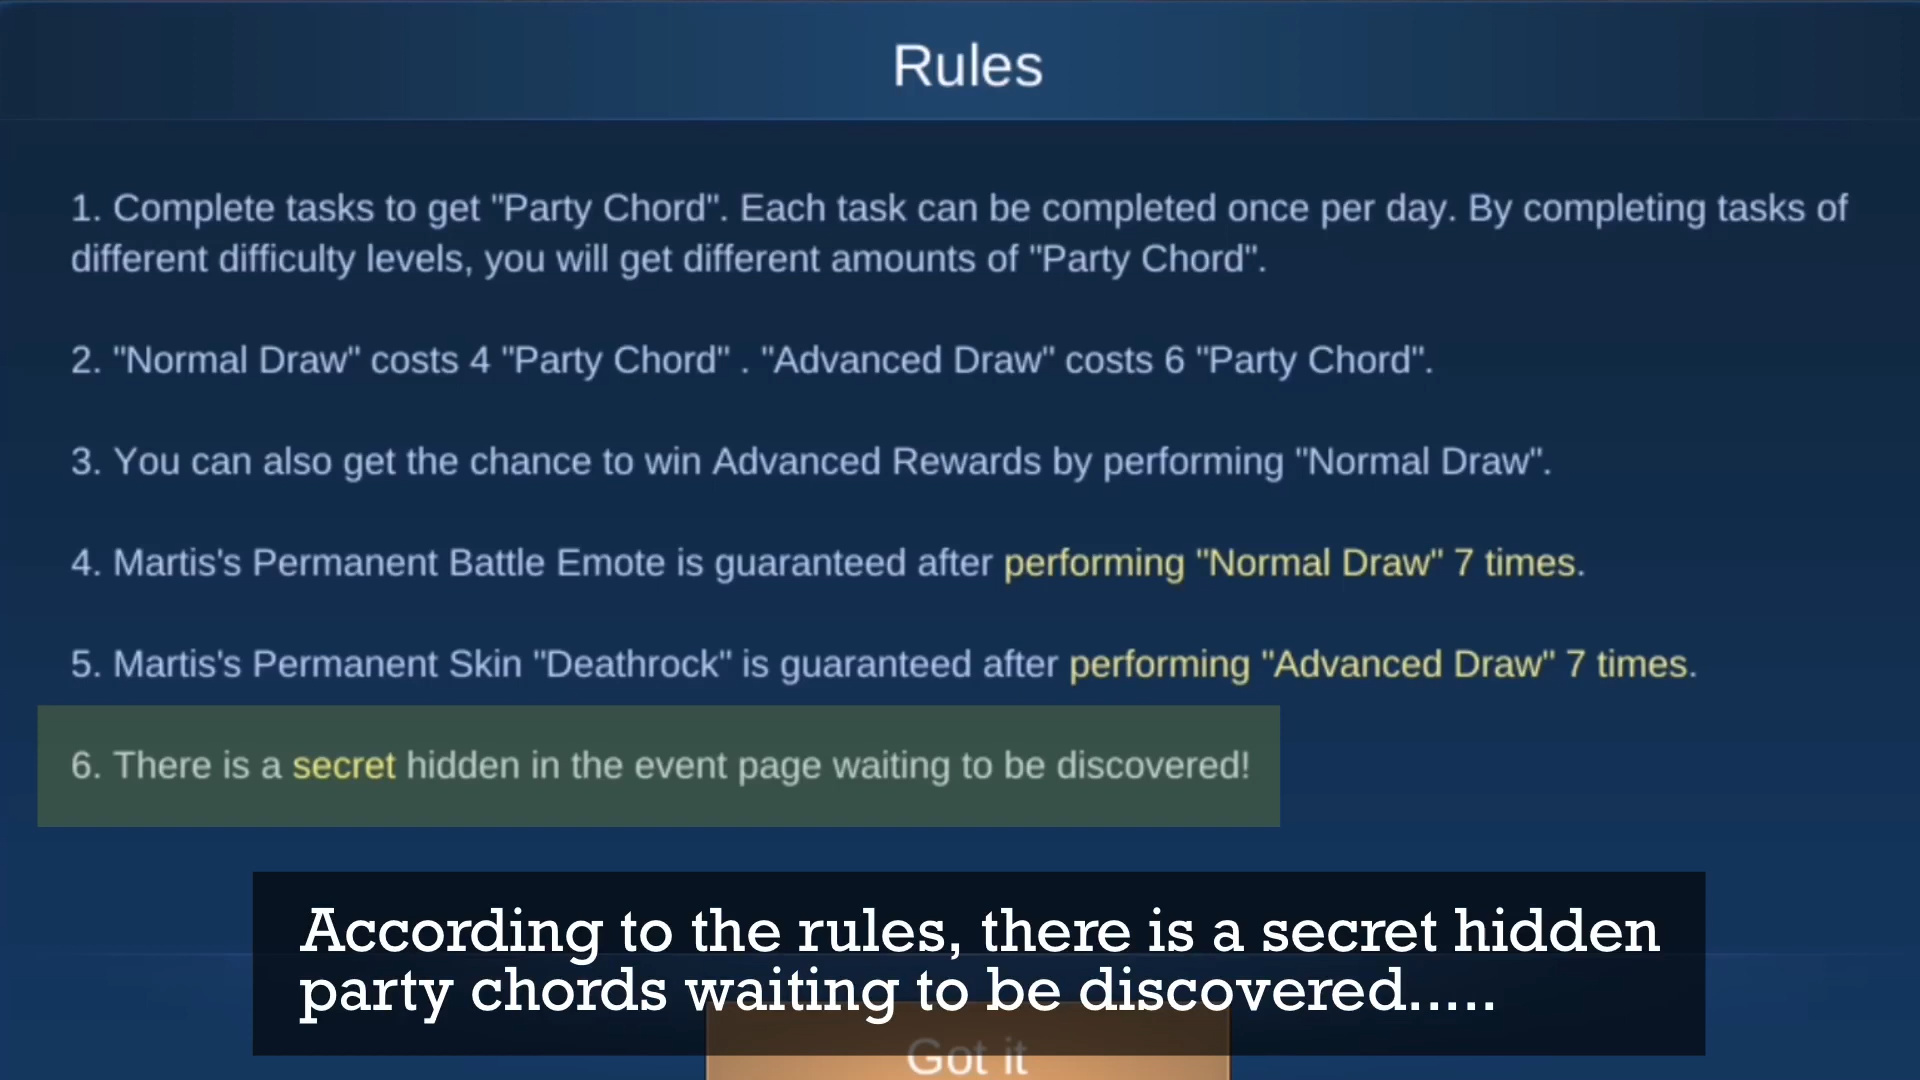 Rules
1. Complete tasks to get "Party Chord". Each task can be completed once per day. By completing tasks of
different difficulty levels, you will get different amounts of "Party Chord".
2. "Normal Draw" costs 4 "Party Chord" . "Advanced Draw" costs 6 "Party Chord".
3. You can also get the chance to win Advanced Rewards by performing "Normal Draw".
4. Martis's Permanent Battle Emote is guaranteed after performing "Normal Draw" 7 times.
5. Martis's Permanent Skin "Deathrock" is guaranteed after performing "Advanced Draw" 7 times.
6. There is a secret hidden in the event page waiting to be discovered!
According to the rules, there is a secret hidden
party chords waiting to be discovered.....
Got it